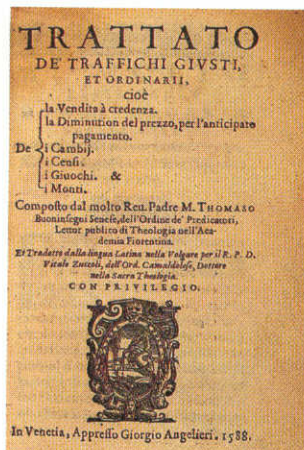 TRATTATO
DE' TRAFFICHI GIVSTI,
ET ORDINARII,
cioè
la Vendita à credenza.
la Diminution del prezzo, per l'anticipato
pagamento.
De i Cambij.
i Censi.
i Giuochi. &
i Monti.
Composto dal molto Reu. Padre M. THOMASO
Buoninsegni Senese, dell'Ordine de' Predicatori,
Lettor publico di Theologia nell'Aca-
demia Fiorentina.
Et Tradotto dalla lingua Latina nella Volgare per il R. P. D.
Vitale Zuccoli, dell'Ord. Camaldolese, Dottore
nella Sacra Theologia.
CON PRIVILEGIO.
In Venetia, Appresso Giorgio Angelieri. 1588.